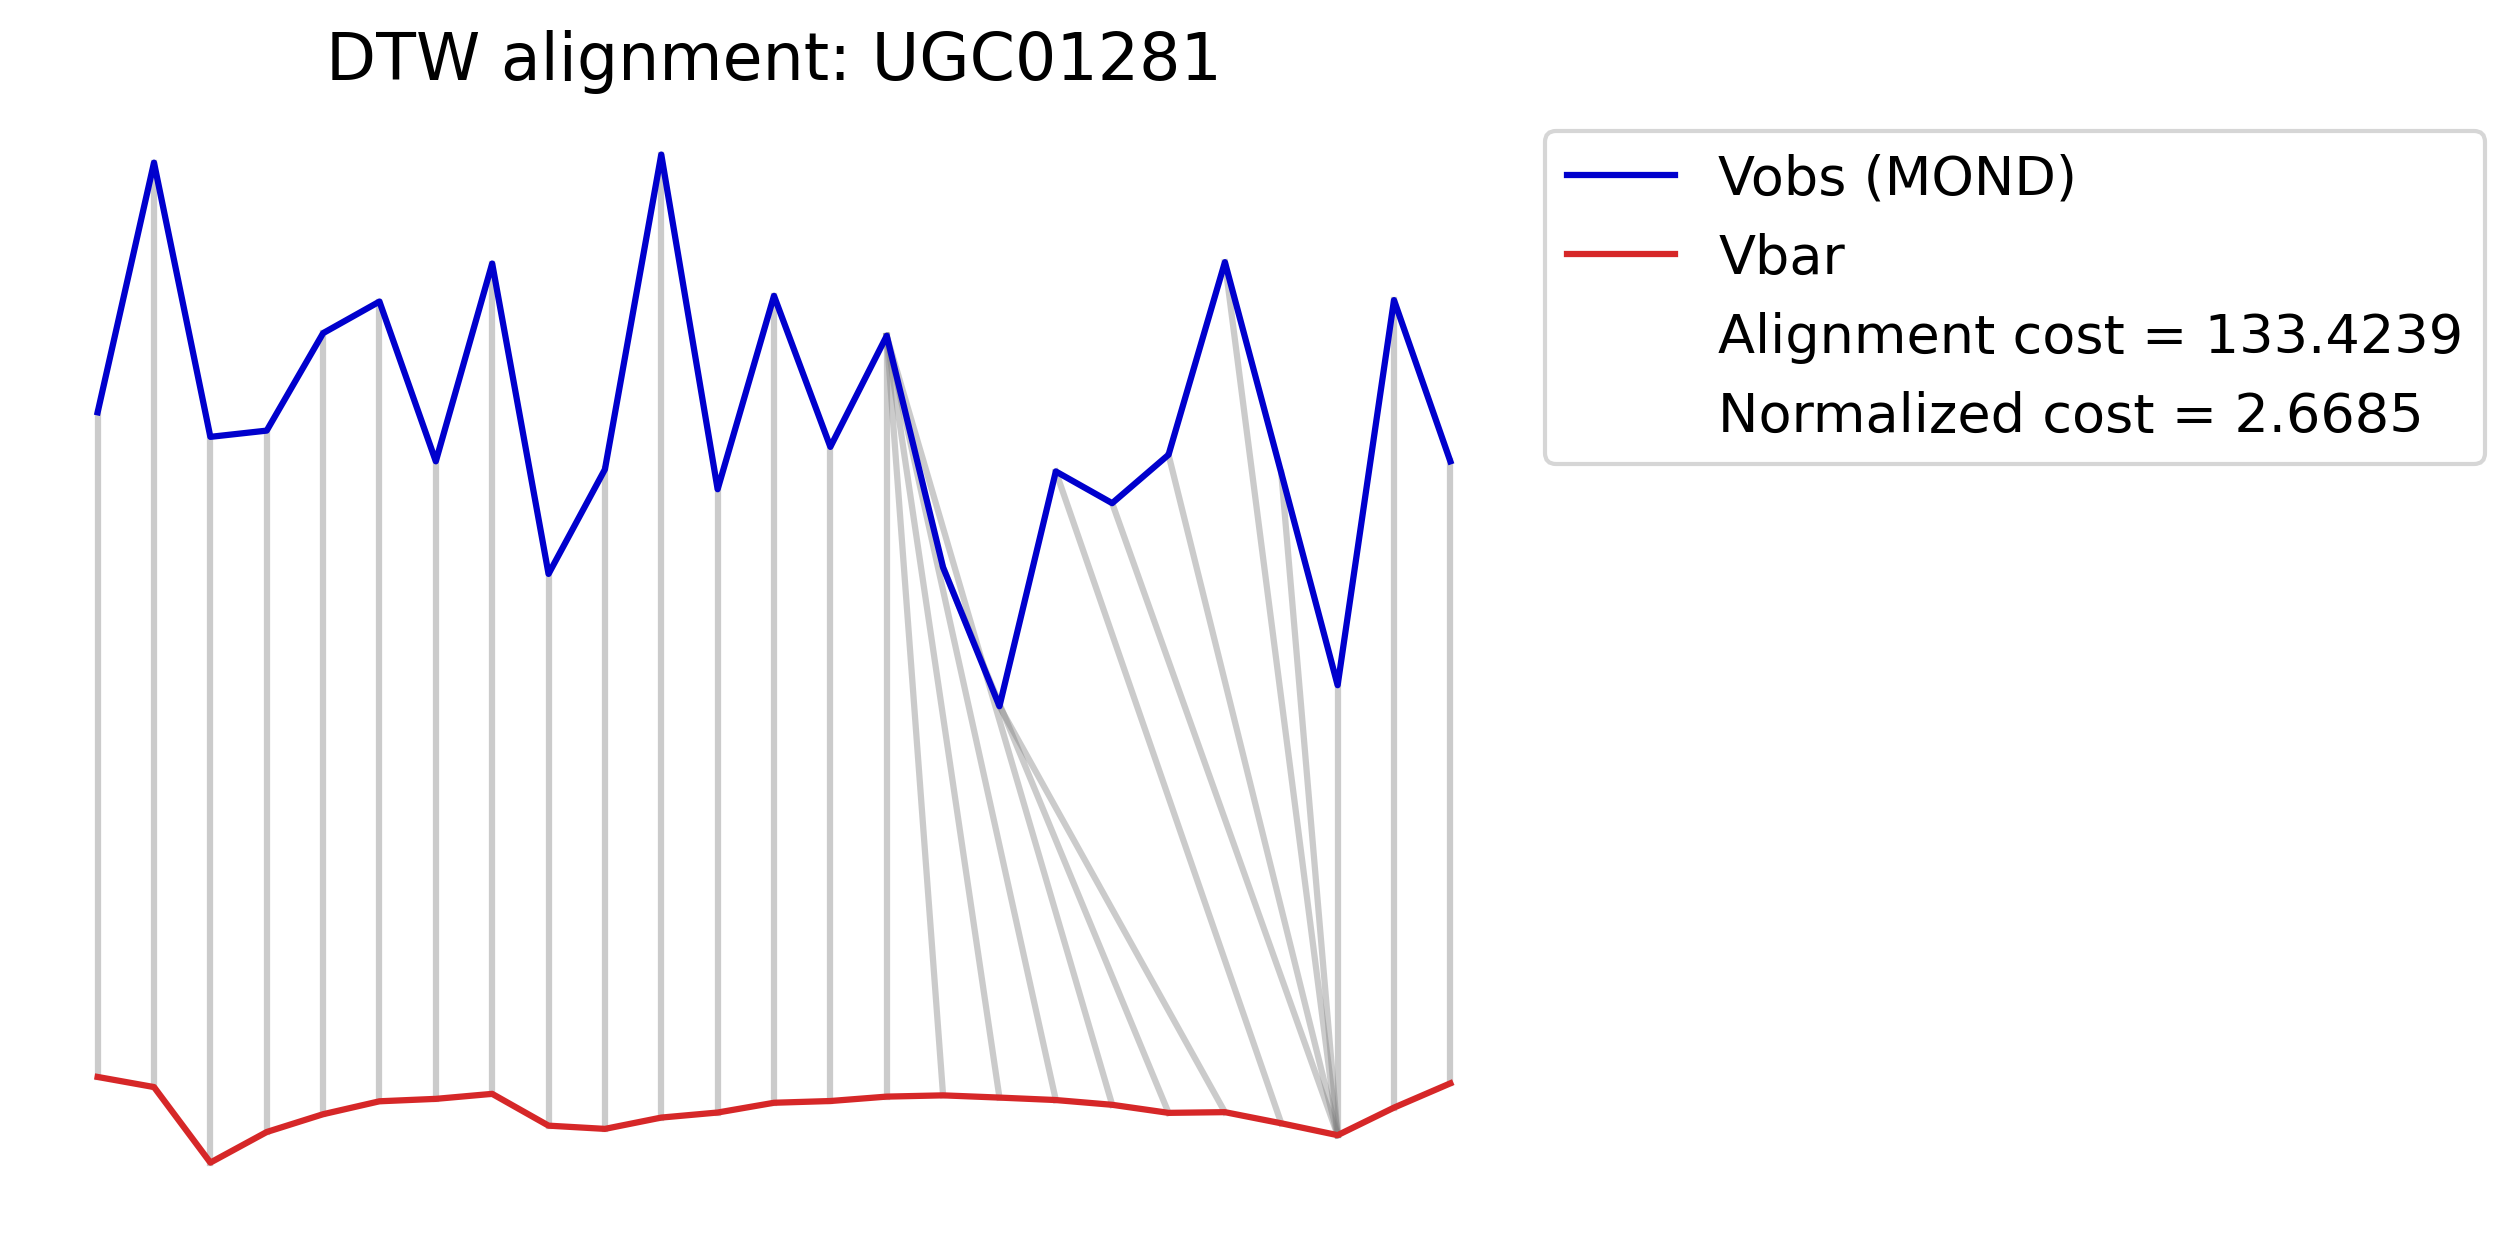 DTW alignment: UGC01281
Vobs (MOND)
Vbar
Alignment cost = 133.4239
Normalized cost = 2.6685